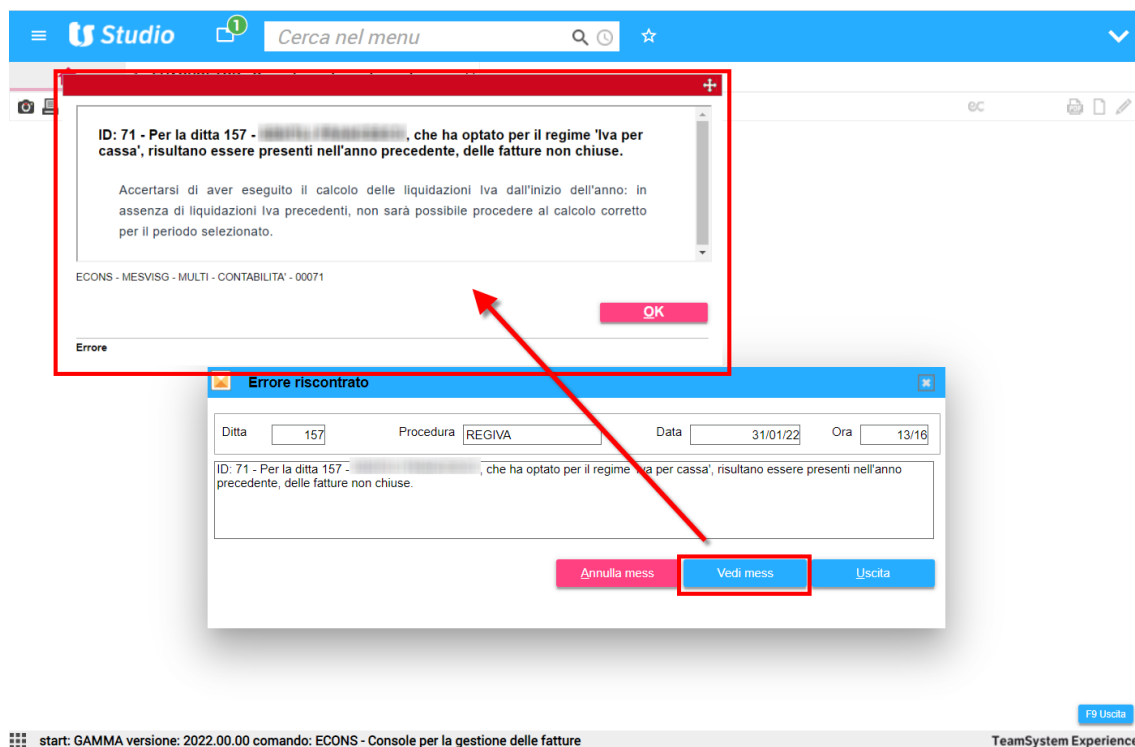 Studio
1
Cerca nel menu
ec
ID: 71 - Per la ditta 157 - , che ha optato per il regime 'Iva per
cassa', risultano essere presenti nell'anno precedente, delle fatture non chiuse.
Accertarsi di aver eseguito il calcolo delle liquidazioni Iva dall'inizio dell'anno: in
assenza di liquidazioni Iva precedenti, non sarà possibile procedere al calcolo corretto
per il periodo selezionato.
ECONS - MESVISG - MULTI - CONTABILITA' - 00071
OK
Errore
Errore riscontrato
Ditta 157 Procedura REGIVA Data 31/01/22 Ora 13/16
ID: 71 - Per la ditta 157 - , che ha optato per il regime 'Iva per cassa', risultano essere presenti nell'anno
precedente, delle fatture non chiuse.
Annulla mess Vedi mess Uscita
F9 Uscita
start: GAMMA versione: 2022.00.00 comando: ECONS - Console per la gestione delle fatture
TeamSystem Experience